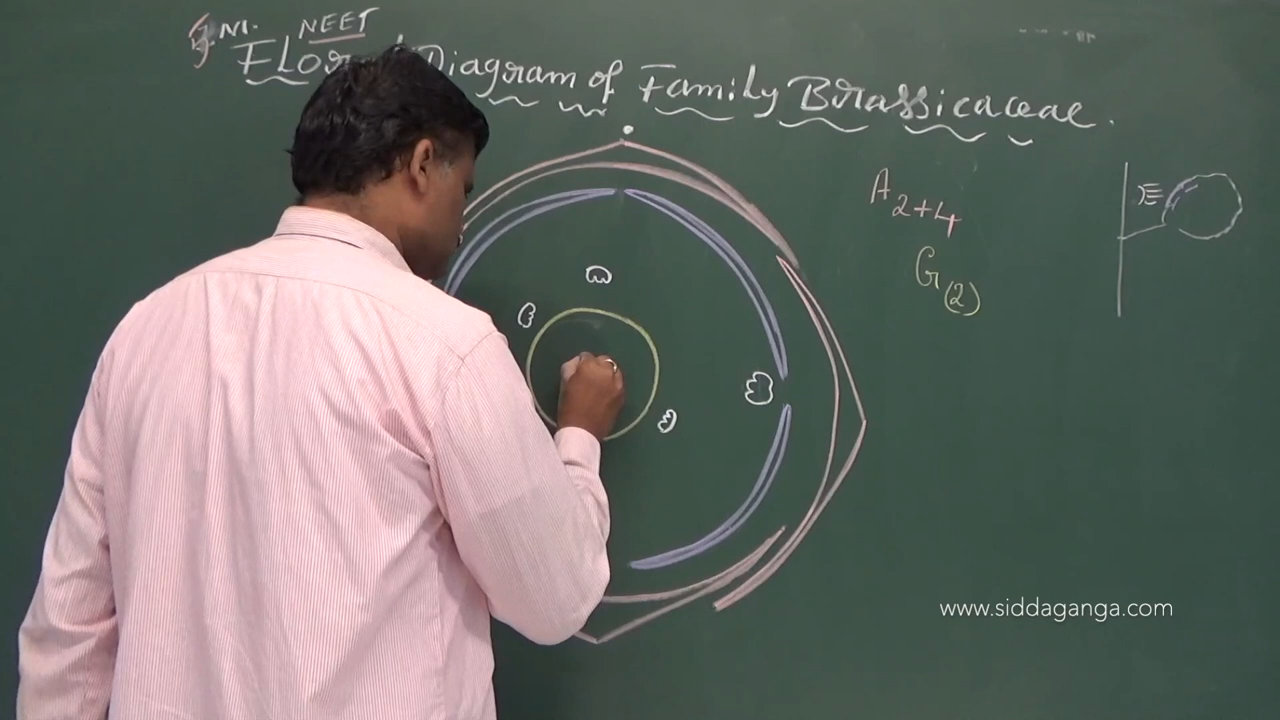 NEET
Diagram of Family Brassicaceae.
A2+4
G(2)
www.siddaganga.com